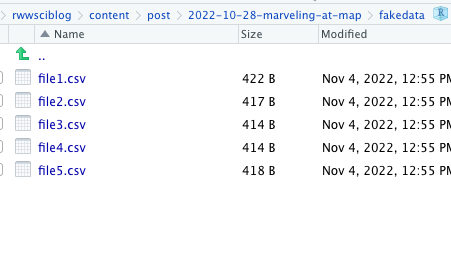 rwwsciblog > content > post > 2022-10-28-marveling-at-map > fakedata R
Name Size Modified
..
file1.csv 422 B Nov 4, 2022, 12:55 PM
file2.csv 417 B Nov 4, 2022, 12:55 PM
file3.csv 414 B Nov 4, 2022, 12:55 PM
file4.csv 414 B Nov 4, 2022, 12:55 PM
file5.csv 418 B Nov 4, 2022, 12:55 PM